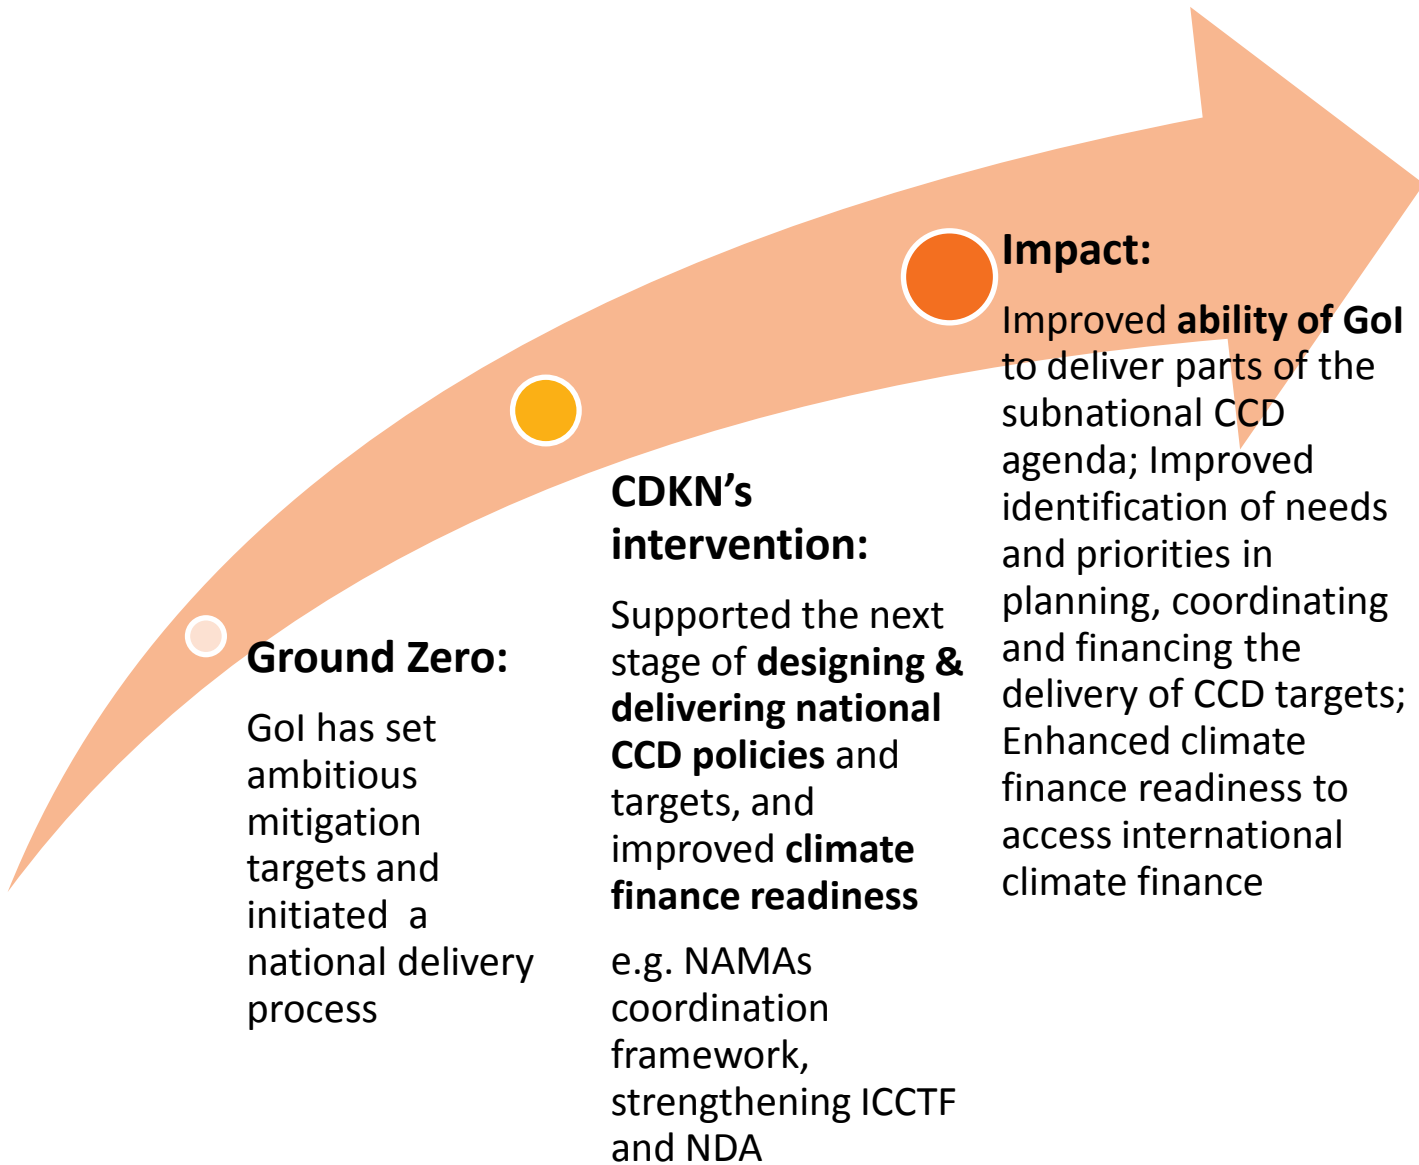 Ground Zero:
GoI has set
ambitious
mitigation
targets and
initiated  a
national delivery
process
CDKN’s
intervention:
Supported the next
stage of designing &
delivering national
CCD policies and
targets, and
improved climate
finance readiness
e.g. NAMAs
coordination
framework,
strengthening ICCTF
and NDA
Impact:
Improved ability of GoI
to deliver parts of the
subnational CCD
agenda; Improved
identification of needs
and priorities in
planning, coordinating
and financing the
delivery of CCD targets;
Enhanced climate
finance readiness to
access international
climate finance